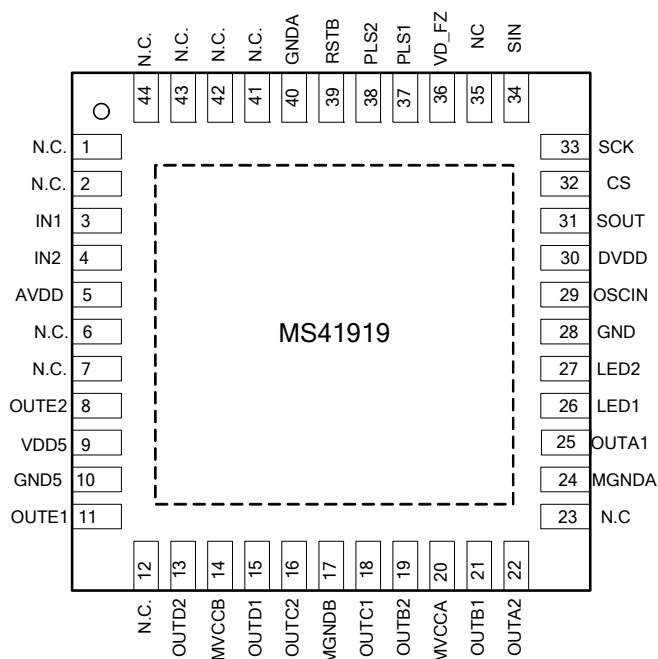 N.C. N.C. N.C. N.C. GNDA RSTB PLS2 PLS1 VD_FZ NC SIN
44 43 42 41 40 39 38 37 36 35 34
N.C. 1 33 SCK
N.C. 2 32 CS
IN1 3 31 SOUT
IN2 4 30 DVDD
AVDD 5 29 OSCIN
N.C. 6 28 GND
MS41919
N.C. 7 27 LED2
OUTE2 8 26 LED1
VDD5 9 25 OUTA1
GND5 10 24 MGNDA
OUTE1 11 23 N.C
12 13 14 15 16 17 18 19 20 21 22
N.C. OUTD2 MVCCB OUTD1 OUTC2 MGNDB OUTC1 OUTB2 MVCCA OUTB1 OUTA2